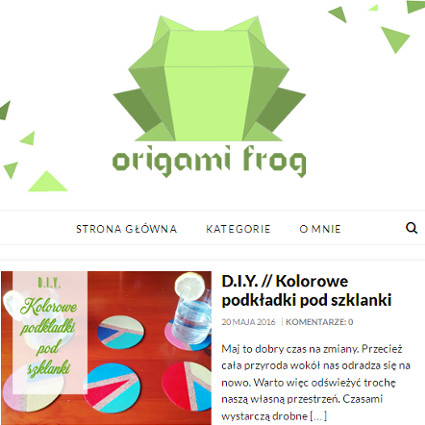 origami frog
STRONA GŁÓWNA KATEGORIE O MNIE
D.I.Y.
Kolorowe
podkładki
pod
szklanki
D.I.Y. // Kolorowe
podkładki pod szklanki
20 MAJA 2016 | KOMENTARZE: 0
Maj to dobry czas na zmiany. Przecież
cała przyroda wokół nas odradza się na
nowo. Warto więc odświeżyć trochę
naszą własną przestrzeń. Czasami
wystarczą drobne [...]